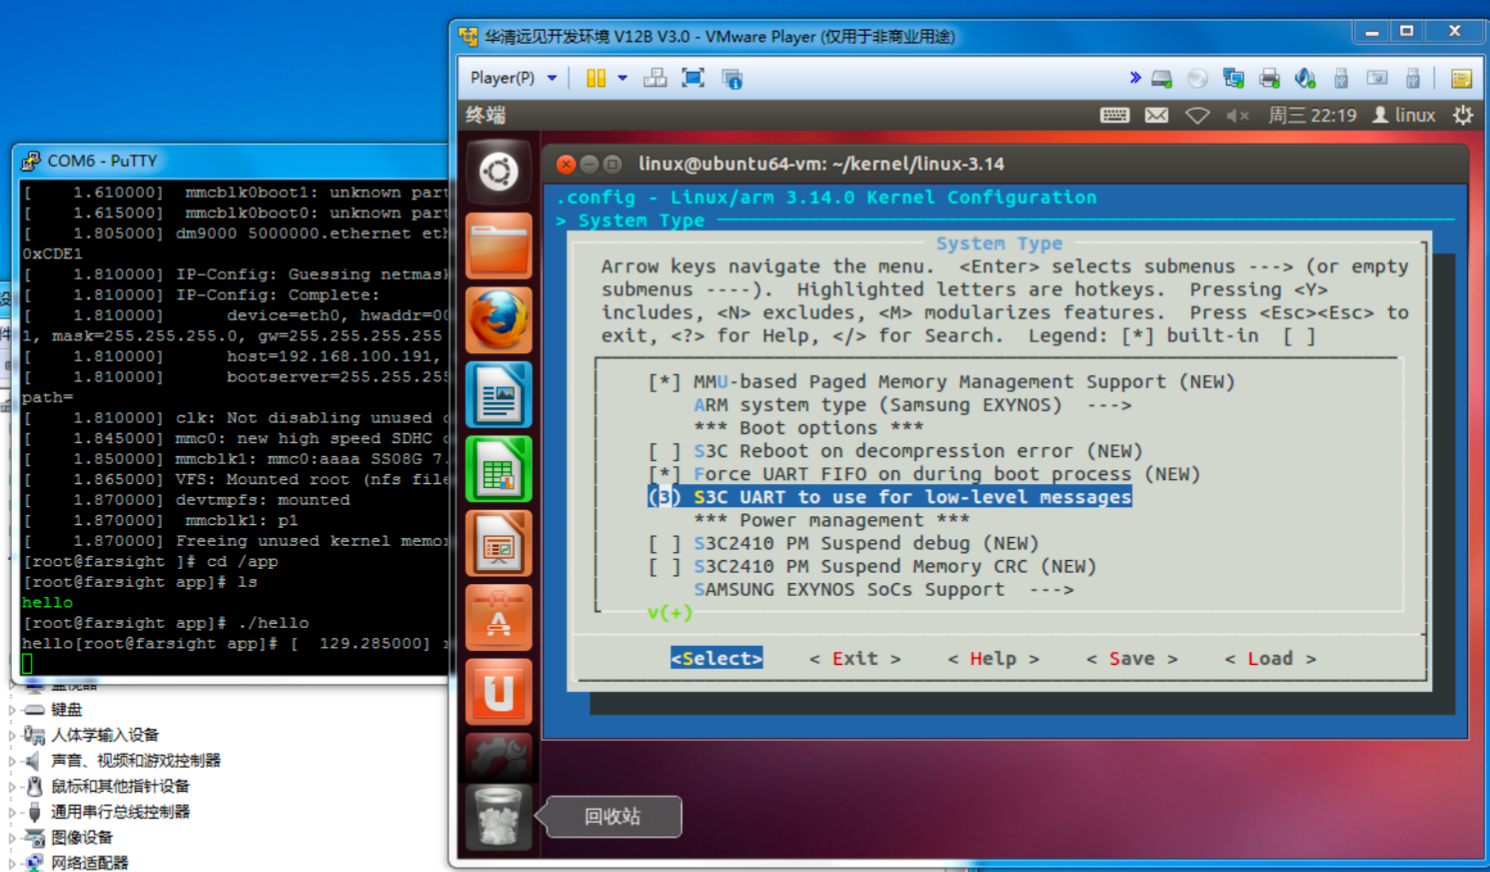 华清远见开发环境 V12B V3.0 - VMware Player (仅用于非商业用途)
Player(P)
终端
周三 22:19 linux
COM6 - PuTTY
[    1.610000]  mmcblk0boot1: unknown part
[    1.615000]  mmcblk0boot0: unknown part
[    1.805000] dm9000 5000000.ethernet eth
0xCDE1
[    1.810000] IP-Config: Guessing netmask
[    1.810000] IP-Config: Complete:
[    1.810000]      device=eth0, hwaddr=00
1, mask=255.255.255.0, gw=255.255.255
[    1.810000]      host=192.168.100.191,
[    1.810000]      bootserver=255.255.255
path=
[    1.810000] clk: Not disabling unused
[    1.845000] mmc0: new high speed SDHC
[    1.850000] mmcblk1: mmc0:aaaa SS08G 7.
[    1.865000] VFS: Mounted root (nfs file
[    1.870000] devtmpfs: mounted
[    1.870000]  mmcblk1: p1
[    1.870000] Freeing unused kernel memor
[root@farsight ]# cd /app
[root@farsight app]# ls
hello
[root@farsight app]# ./hello
hello[root@farsight app]# [  129.285000]
监视器
键盘
人体学输入设备
声音、视频和游戏控制器
鼠标和其他指针设备
通用串行总线控制器
图像设备
网络适配器
linux@ubuntu64-vm: ~/kernel/linux-3.14
.config - Linux/arm 3.14.0 Kernel Configuration
> System Type
System Type
Arrow keys navigate the menu.  <Enter> selects submenus ---> (or empty
submenus ----).  Highlighted letters are hotkeys.  Pressing <Y>
includes, <N> excludes, <M> modularizes features.  Press <Esc><Esc> to
exit, <?> for Help, </> for Search.  Legend: [*] built-in  [ ]
[*] MMU-based Paged Memory Management Support (NEW)
ARM system type (Samsung EXYNOS)  --->
*** Boot options ***
[ ] S3C Reboot on decompression error (NEW)
[*] Force UART FIFO on during boot process (NEW)
(3) S3C UART to use for low-level messages
*** Power management ***
[ ] S3C2410 PM Suspend debug (NEW)
[ ] S3C2410 PM Suspend Memory CRC (NEW)
SAMSUNG EXYNOS SoCs Support  --->
v(+)
<Select>    < Exit >    < Help >    < Save >    < Load >
回收站